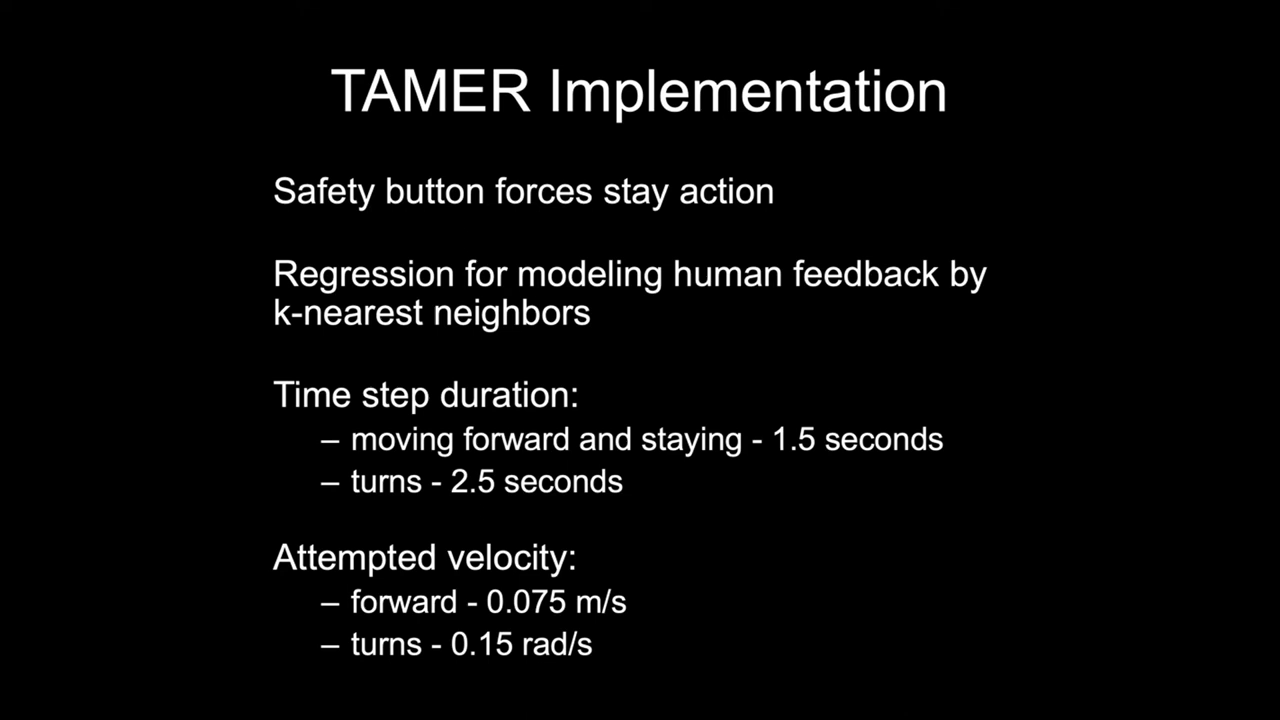 TAMER Implementation
Safety button forces stay action
Regression for modeling human feedback by
k-nearest neighbors
Time step duration:
– moving forward and staying - 1.5 seconds
– turns - 2.5 seconds
Attempted velocity:
– forward - 0.075 m/s
– turns - 0.15 rad/s